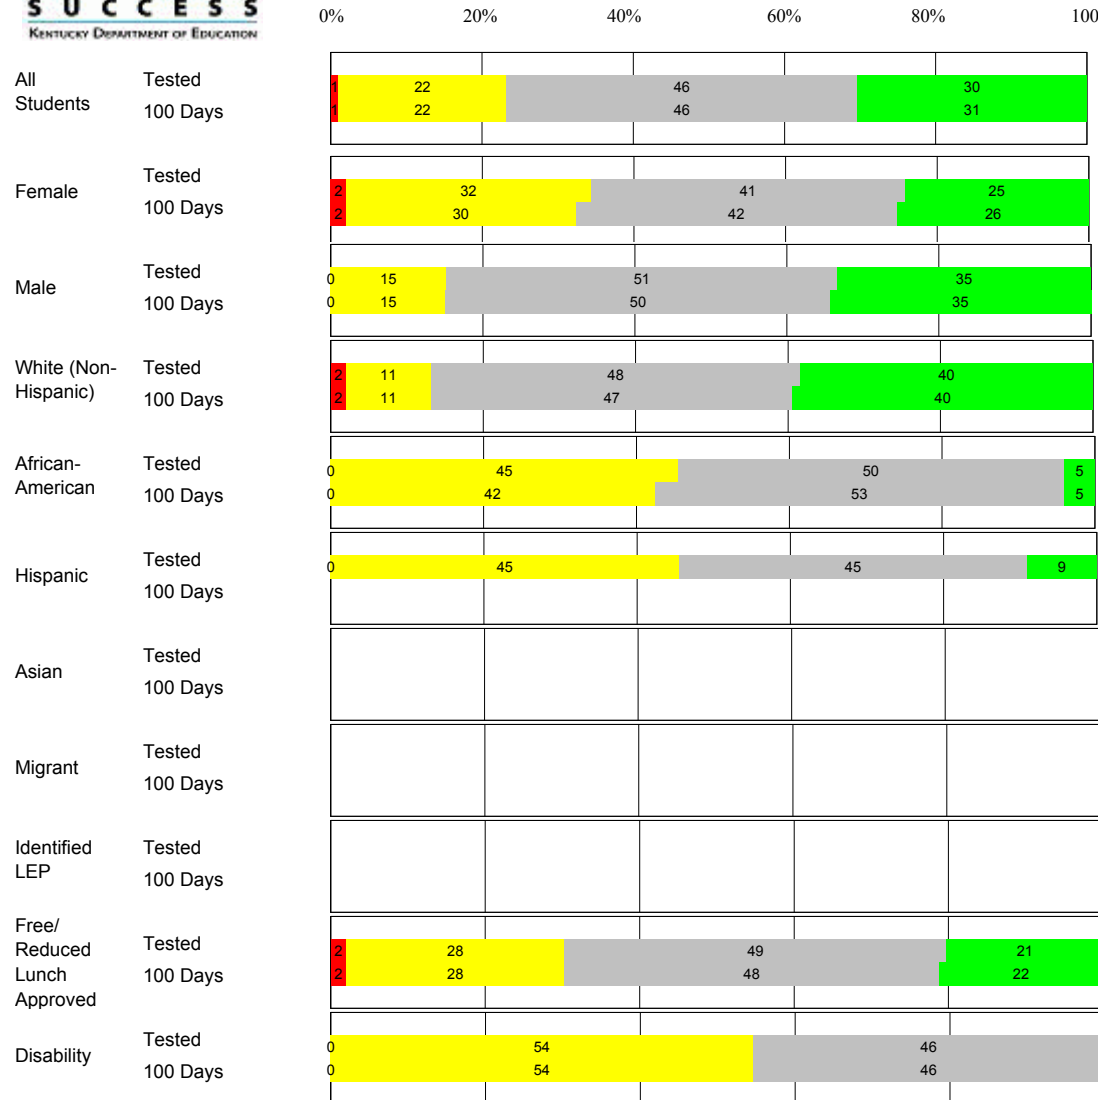 SUCCESS
KENTUCKY DEPARTMENT OF EDUCATION
0% 20% 40% 60% 80% 100
All Students
Tested 1 22 46 30
100 Days 1 22 46 31
Female
Tested 2 32 41 25
100 Days 2 30 42 26
Male
Tested 0 15 51 35
100 Days 0 15 50 35
White (Non-
Hispanic)
Tested 2 11 48 40
100 Days 2 11 47 40
African-
American
Tested 0 45 50 5
100 Days 0 42 53 5
Hispanic
Tested 0 45 45 9
100 Days
Asian
Tested
100 Days
Migrant
Tested
100 Days
Identified
LEP
Tested
100 Days
Free/
Reduced
Lunch
Approved
Tested 2 28 49 21
100 Days 2 28 48 22
Disability
Tested 0 54 46
100 Days 0 54 46